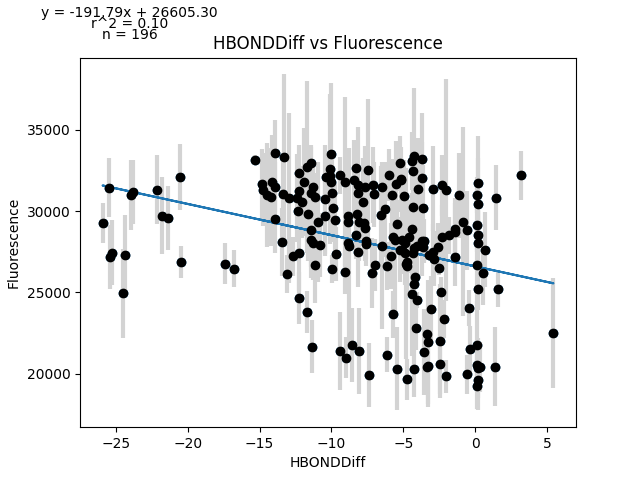 y = -191.79x + 26605.30
r^2 = 0.10
n = 196
HBONDDiff vs Fluorescence
Fluorescence
35000
30000
25000
20000
−25
−20
−15
−10
−5
0
5
HBONDDiff